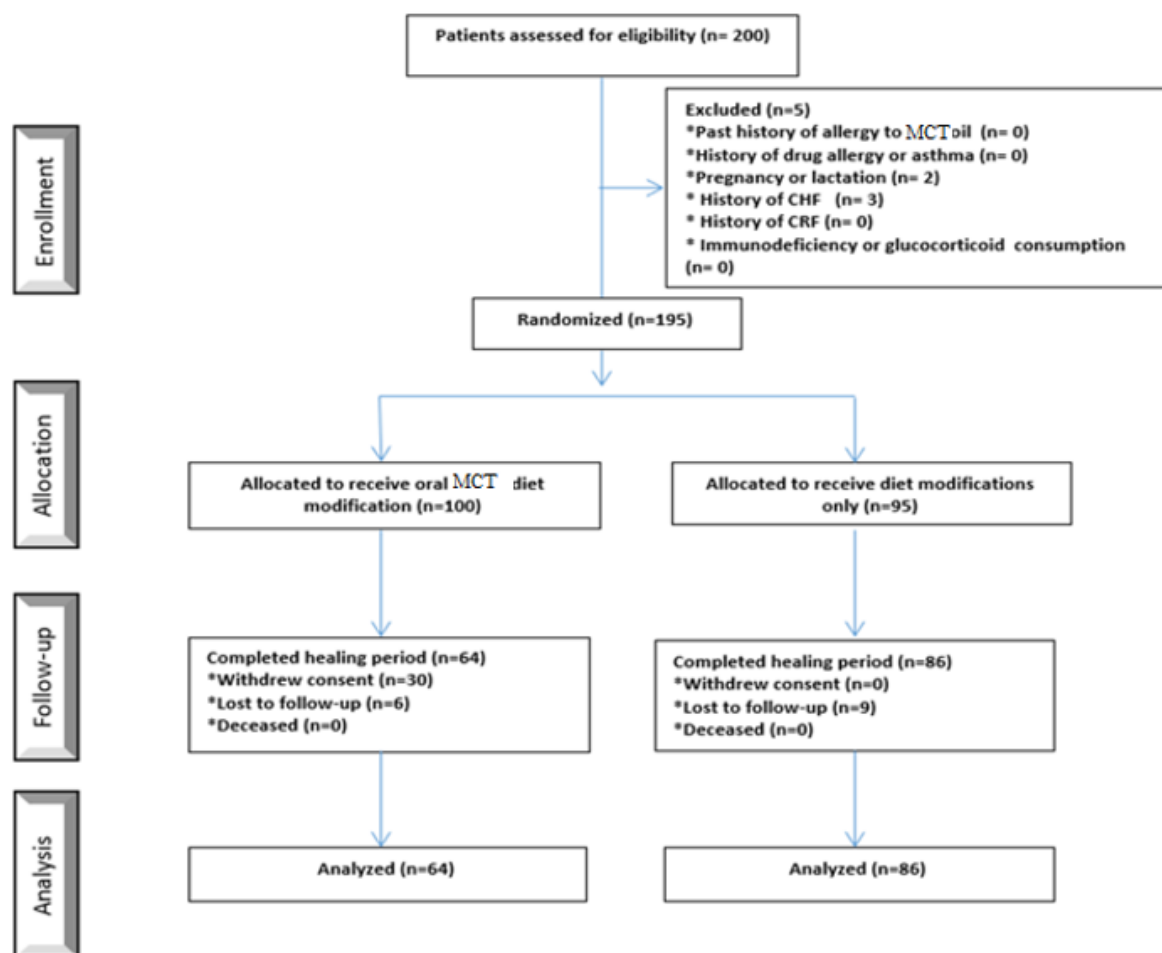 Patients assessed for eligibility (n= 200)
Enrollment
Excluded (n=5)
*Past history of allergy to MCT oil (n= 0)
*History of drug allergy or asthma (n= 0)
*Pregnancy or lactation (n= 2)
* History of CHF (n= 3)
* History of CRF (n= 0)
* Immunodeficiency or glucocorticoid consumption
(n= 0)
Randomized (n=195)
Allocation
Allocated to receive oral MCT diet
modification (n=100)
Allocated to receive diet modifications
only (n=95)
Follow-up
Completed healing period (n=64)
*Withdrew consent (n=30)
*Lost to follow-up (n=6)
*Deceased (n=0)
Completed healing period (n=86)
*Withdrew consent (n=0)
*Lost to follow-up (n=9)
*Deceased (n=0)
Analysis
Analyzed (n=64)
Analyzed (n=86)